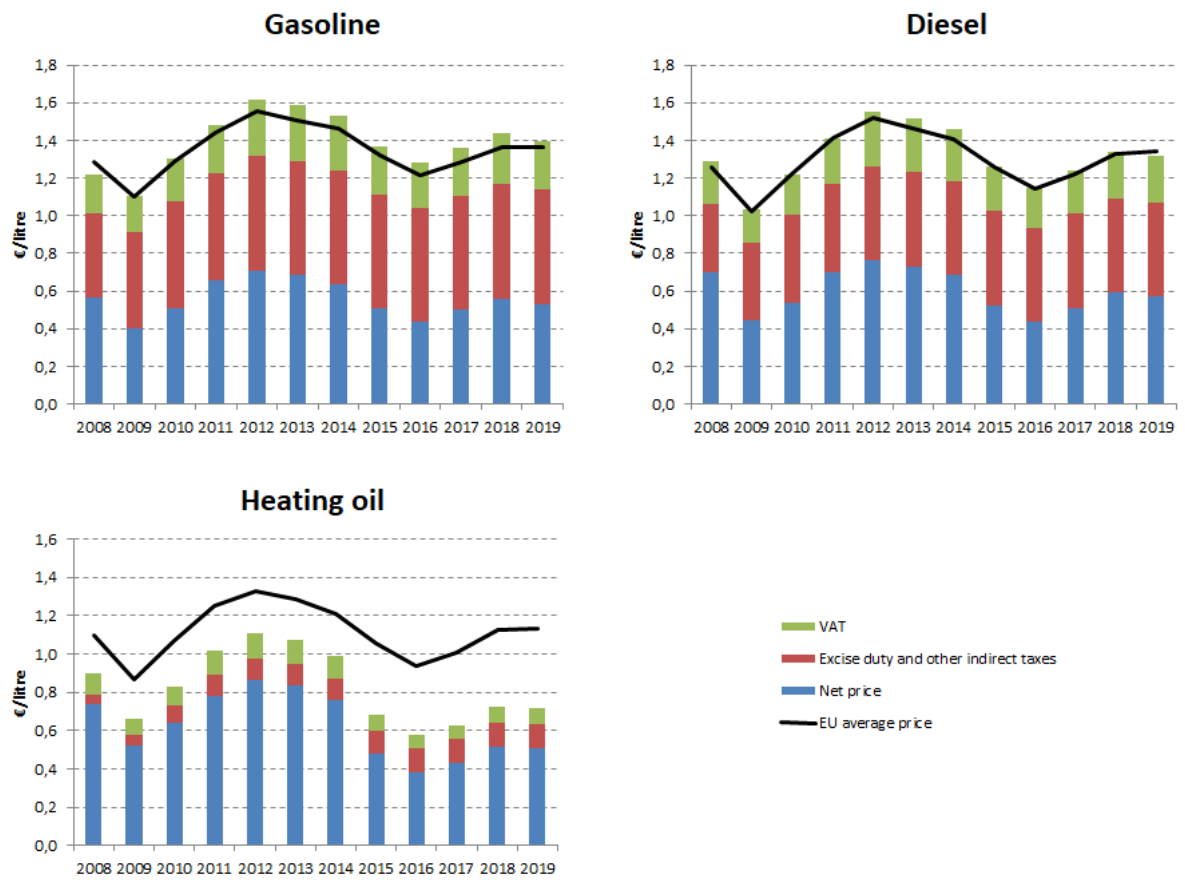 Gasoline
1,8
1,6
1,4
1,2
1,0
0,8
0,6
0,4
0,2
0,0
€/litre
2008 2009 2010 2011 2012 2013 2014 2015 2016 2017 2018 2019
Diesel
1,8
1,6
1,4
1,2
1,0
0,8
0,6
0,4
0,2
0,0
€/litre
2008 2009 2010 2011 2012 2013 2014 2015 2016 2017 2018 2019
Heating oil
1,6
1,4
1,2
1,0
0,8
0,6
0,4
0,2
0,0
€/litre
2008 2009 2010 2011 2012 2013 2014 2015 2016 2017 2018 2019
VAT
Excise duty and other indirect taxes
Net price
EU average price